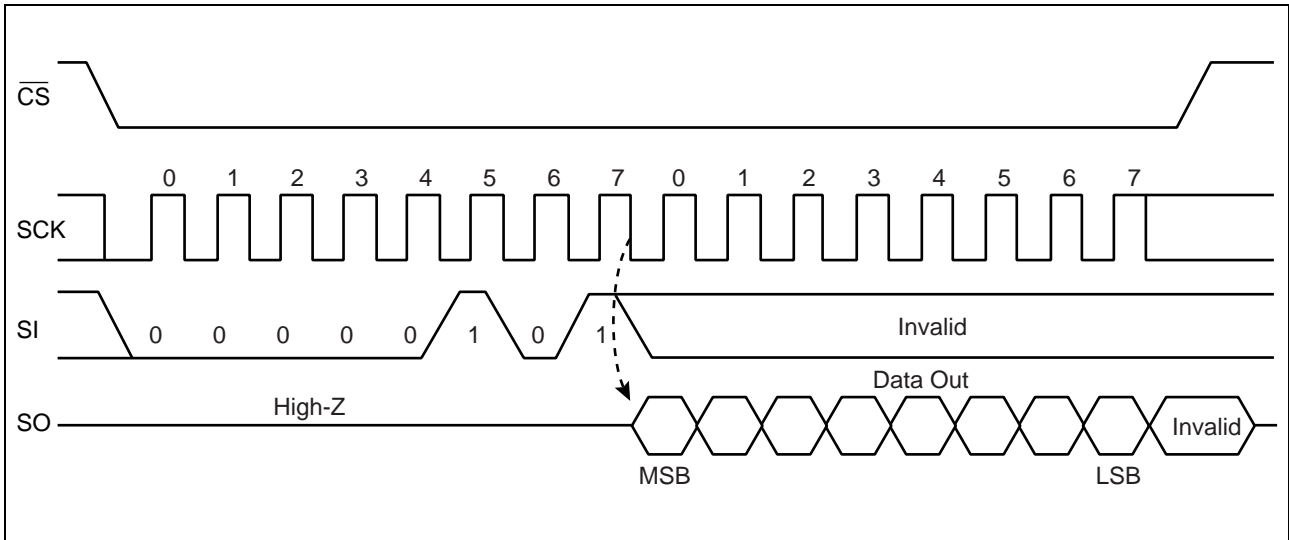 C̅S̅
0 1 2 3 4 5 6 7 0 1 2 3 4 5 6 7
SCK
SI 0 0 0 0 0 1 0 1 Invalid
Data Out
High-Z
SO Invalid
MSB LSB